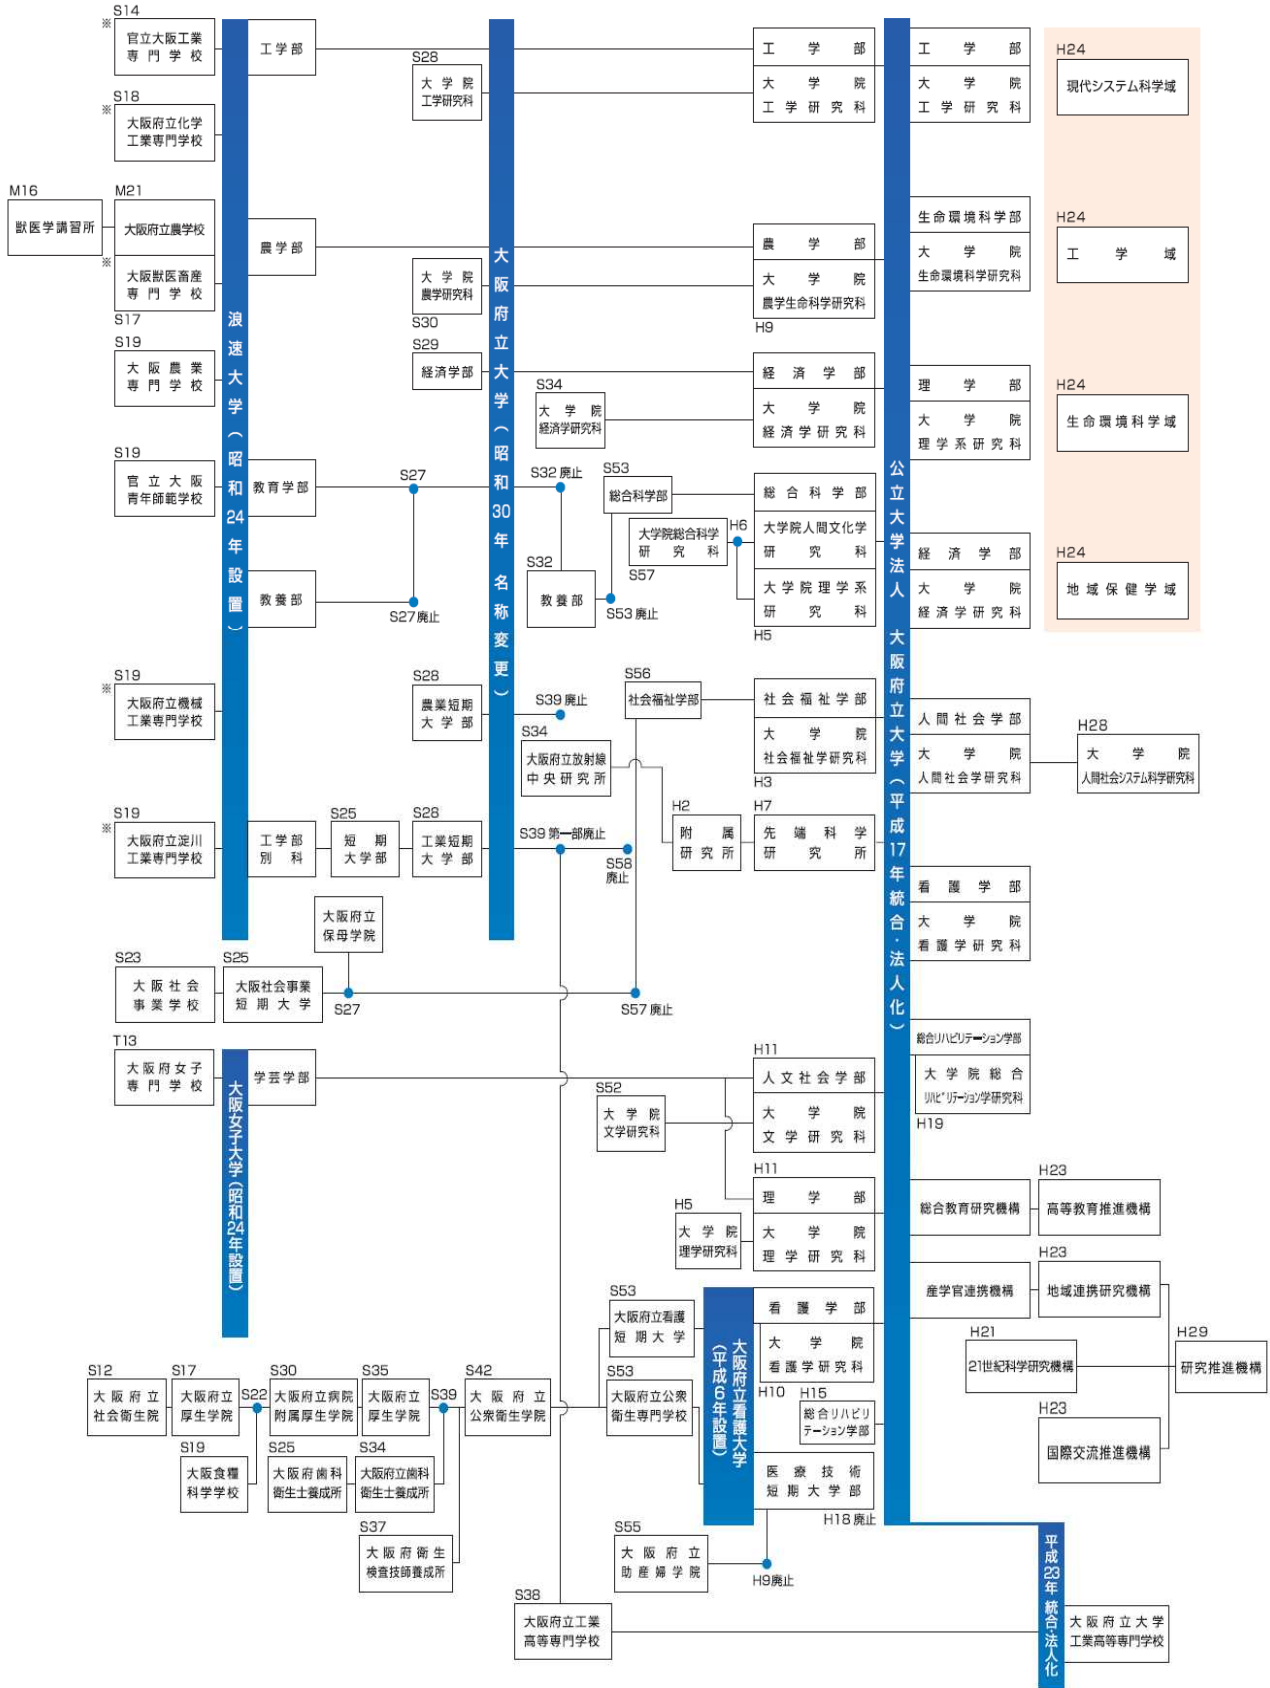 S14
※
官立大阪工業
専門学校
S18
※
大阪府立化学
工業専門学校
M16
獣医学講習所
M21
大阪府立農学校
※
大阪獣医畜産
専門学校
S17
S19
大阪農業
専門学校
S19
官立大阪
青年師範学校
S19
※
大阪府立機械
工業専門学校
S19
※
大阪府立淀川
工業専門学校
浪速大学（昭和24年設置）
工学部
農学部
教育学部
教養部
S27
S27廃止
工学部
別科
S25
短期
大学部
S28
大学院
工学研究科
大学院
農学研究科
S30
S29
経済学部
S28
農業短期
大学部
S28
工業短期
大学部
大阪府立大学（昭和30年 名称変更）
S34
大学院
経済学研究科
S32廃止
S32
教養部
S53
総合科学部
S53廃止
大学院総合科学
研究科
S57
H6
S39廃止
S34
大阪府立放射線
中央研究所
S56
社会福祉学部
S39第一部廃止
S58
廃止
H2
附属
研究所
H7
先端科学
研究所
工学部
大学院
工学研究科
農学部
大学院
農学生命科学研究科
H9
経済学部
大学院
経済学研究科
総合科学部
大学院人間文化学
研究科
大学院理学系
研究科
H5
社会福祉学部
大学院
社会福祉学研究科
H3
公立大学法人 大阪府立大学（平成17年統合・法人化）
工学部
大学院
工学研究科
生命環境科学部
大学院
生命環境科学研究科
理学部
大学院
理学系研究科
経済学部
大学院
経済学研究科
人間社会学部
大学院
人間社会学研究科
H28
大学院
人間社会システム科学研究科
看護学部
大学院
看護学研究科
総合リハビリテーション学部
大学院総合
リハビリテーション学研究科
H19
H24
現代システム科学域
H24
工学域
H24
生命環境科学域
H24
地域保健学域
大阪府立
保母学院
S23
大阪社会
事業学校
S25
大阪社会事業
短期大学
S27
S57廃止
T13
大阪府女子
専門学校
大阪女子大学（昭和24年設置）
学芸学部
S52
大学院
文学研究科
H11
人文社会学部
大学院
文学研究科
H5
大学院
理学研究科
H11
理学部
大学院
理学研究科
総合教育研究機構
H23
高等教育推進機構
産学官連携機構
H23
地域連携研究機構
H21
21世紀科学研究機構
H29
研究推進機構
H23
国際交流推進機構
S12
大阪府立
社会衛生院
S17
大阪府立
厚生学院
S22
S19
大阪食糧
科学学校
S30
大阪府立病院
附属厚生学院
S25
大阪府歯科
衛生士養成所
S35
大阪府立
厚生学院
S34
大阪府立歯科
衛生士養成所
S39
S37
大阪府衛生
検査技師養成所
S42
大阪府立
公衆衛生学院
S53
大阪府立看護
短期大学
S53
大阪府立公衆
衛生専門学校
大阪府立看護大学
（平成6年設置）
看護学部
大学院
看護学研究科
H10
H15
総合リハビリ
テーション学部
医療技術
短期大学部
H18廃止
S55
大阪府立
助産婦学院
H9廃止
S38
大阪府立工業
高等専門学校
平成23年統合・法人化
大阪府立大学
工業高等専門学校